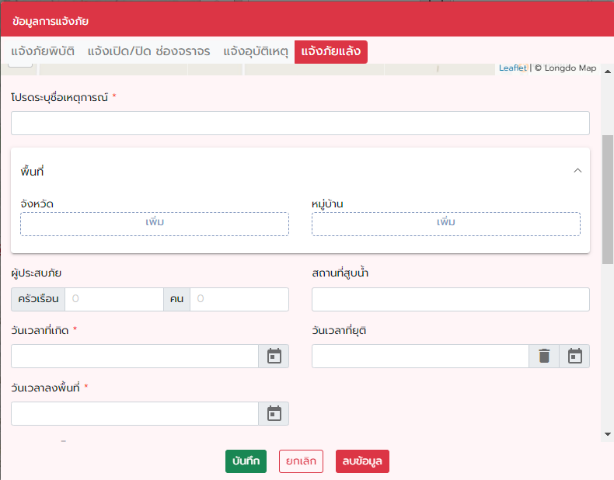 ข้อมูลการแจ้งภัย
แจ้งภัยพิบัติ แจ้งเปิด/ปิด ช่องจราจร แจ้งอุบัติเหตุ แจ้งภัยแล้ง
Leaflet | © Longdo Map
โปรดระบุชื่อเหตุการณ์ *
พื้นที่
จังหวัด หมู่บ้าน
เพิ่ม เพิ่ม
ผู้ประสบภัย สถานที่สูบน้ำ
ครัวเรือน 0 คน 0
วันเวลาที่เกิด * วันเวลาที่ยุติ
วันเวลาลงพื้นที่ *
บันทึก ยกเลิก ลบข้อมูล